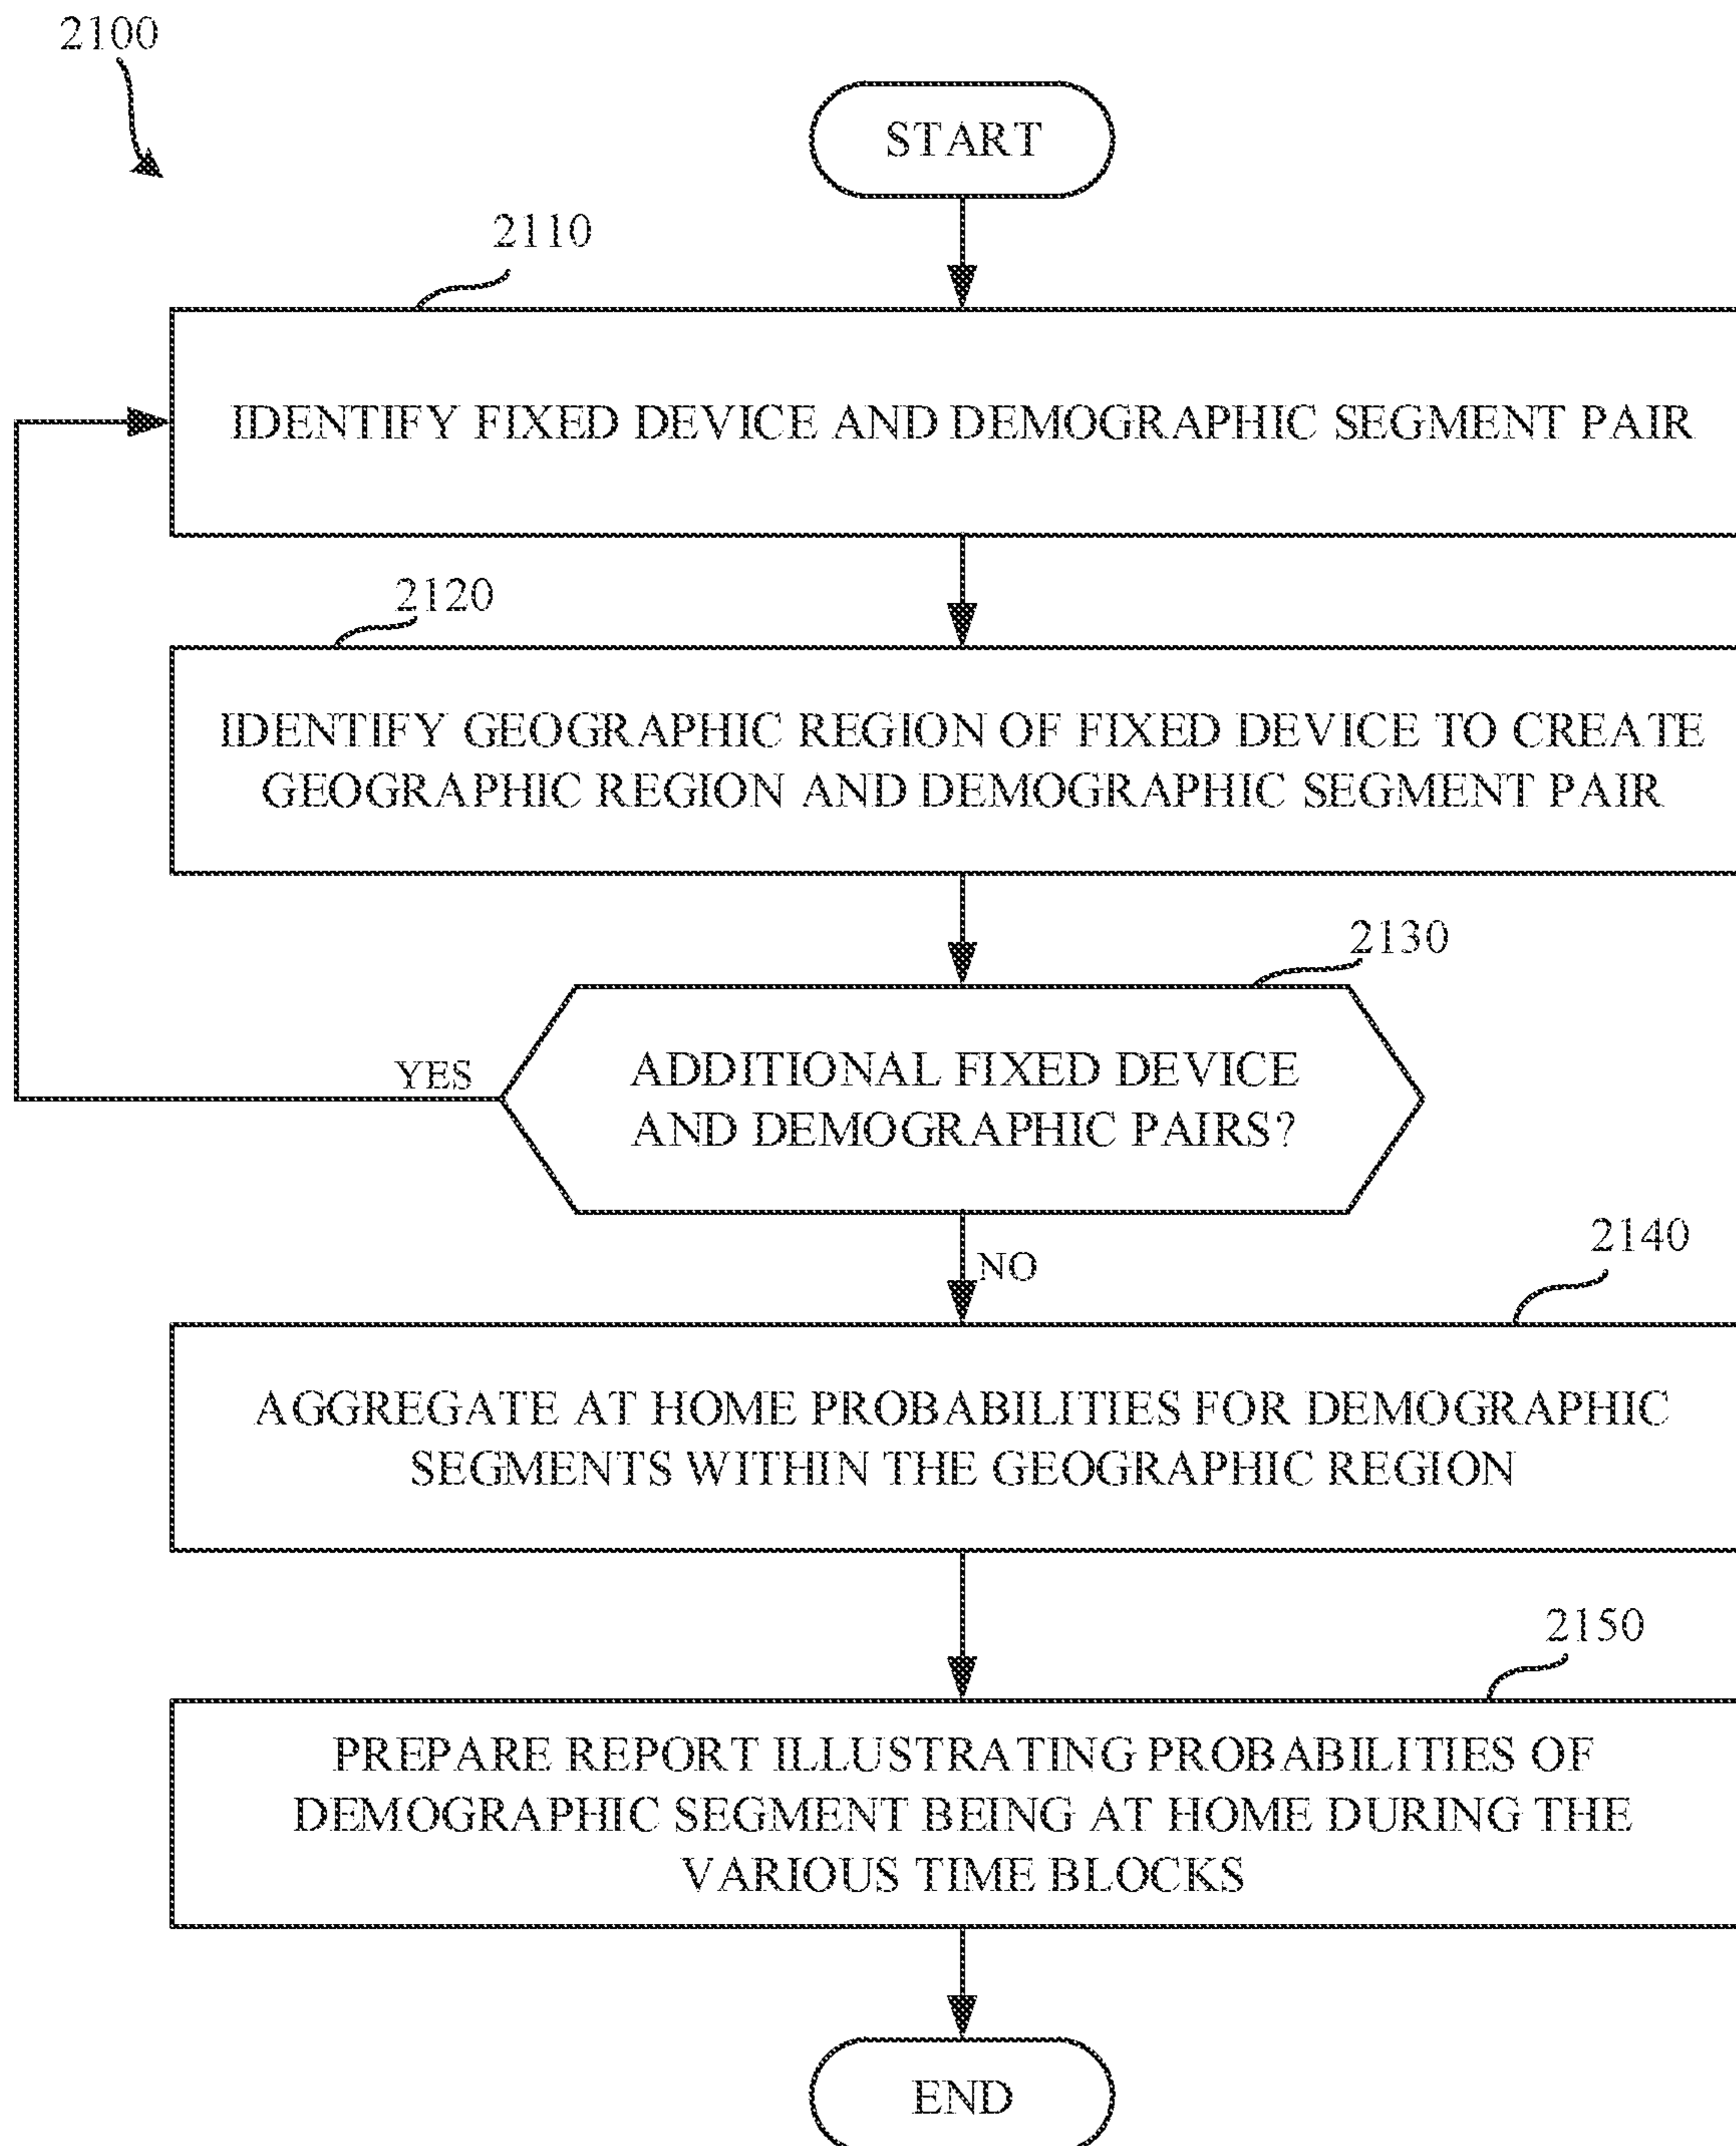 2100
START
2110
IDENTIFY FIXED DEVICE AND DEMOGRAPHIC SEGMENT PAIR
2120
IDENTIFY GEOGRAPHIC REGION OF FIXED DEVICE TO CREATE
GEOGRAPHIC REGION AND DEMOGRAPHIC SEGMENT PAIR
2130
ADDITIONAL FIXED DEVICE
AND DEMOGRAPHIC PAIRS?
YES
NO
2140
AGGREGATE AT HOME PROBABILITIES FOR DEMOGRAPHIC
SEGMENTS WITHIN THE GEOGRAPHIC REGION
2150
PREPARE REPORT ILLUSTRATING PROBABILITIES OF
DEMOGRAPHIC SEGMENT BEING AT HOME DURING THE
VARIOUS TIME BLOCKS
END